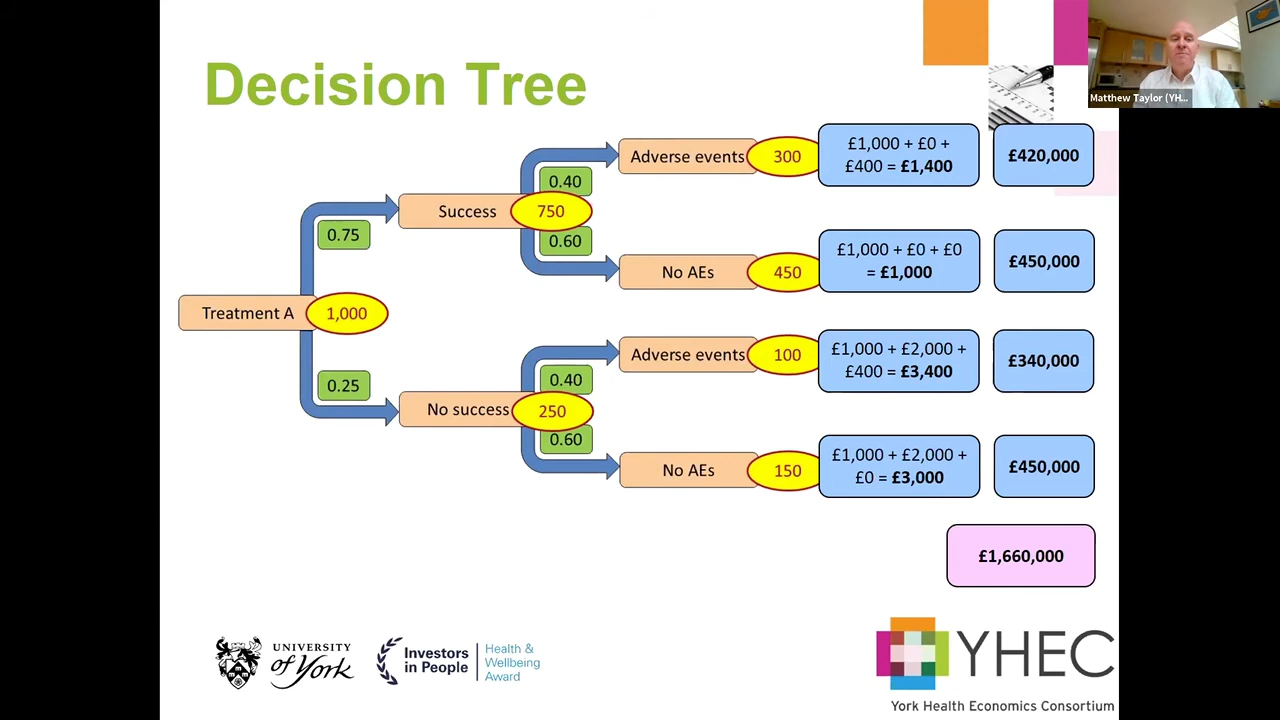 Decision Tree
Matthew Taylor (YH...
Treatment A
1,000
0.75
0.25
Success
750
No success
250
0.40
0.60
0.40
0.60
Adverse events
300
£1,000 + £0 +
£400 = £1,400
£420,000
No AEs
450
£1,000 + £0 + £0
= £1,000
£450,000
Adverse events
100
£1,000 + £2,000 +
£400 = £3,400
£340,000
No AEs
150
£1,000 + £2,000 +
£0 = £3,000
£450,000
£1,660,000
UNIVERSITY
of York
Investors
in People
Health &
Wellbeing
Award
YHEC
York Health Economics Consortium